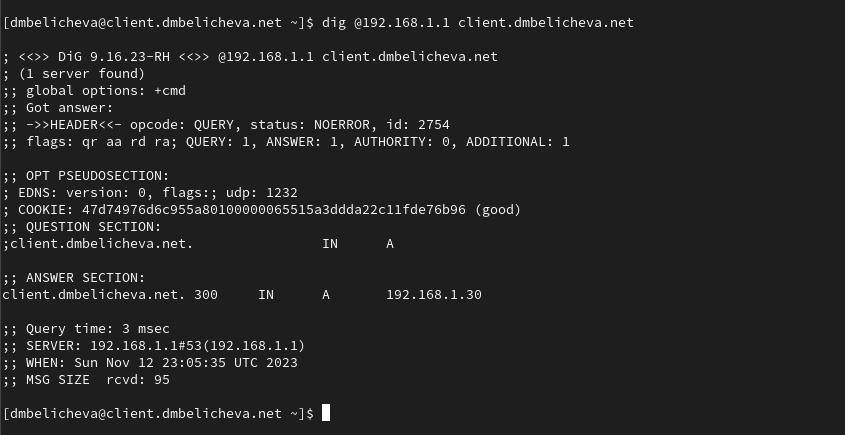 [dmbelicheva@client.dmbelicheva.net ~]$ dig @192.168.1.1 client.dmbelicheva.net
; <<>> DiG 9.16.23-RH <<>> @192.168.1.1 client.dmbelicheva.net
; (1 server found)
;; global options: +cmd
;; Got answer:
;; ->>HEADER<<- opcode: QUERY, status: NOERROR, id: 2754
;; flags: qr aa rd ra; QUERY: 1, ANSWER: 1, AUTHORITY: 0, ADDITIONAL: 1
;; OPT PSEUDOSECTION:
; EDNS: version: 0, flags:; udp: 1232
; COOKIE: 47d74976d6c955a80100000065515a3ddda22c11fde76b96 (good)
;; QUESTION SECTION:
;client.dmbelicheva.net. IN A
;; ANSWER SECTION:
client.dmbelicheva.net. 300 IN A 192.168.1.30
;; Query time: 3 msec
;; SERVER: 192.168.1.1#53(192.168.1.1)
;; WHEN: Sun Nov 12 23:05:35 UTC 2023
;; MSG SIZE rcvd: 95
[dmbelicheva@client.dmbelicheva.net ~]$